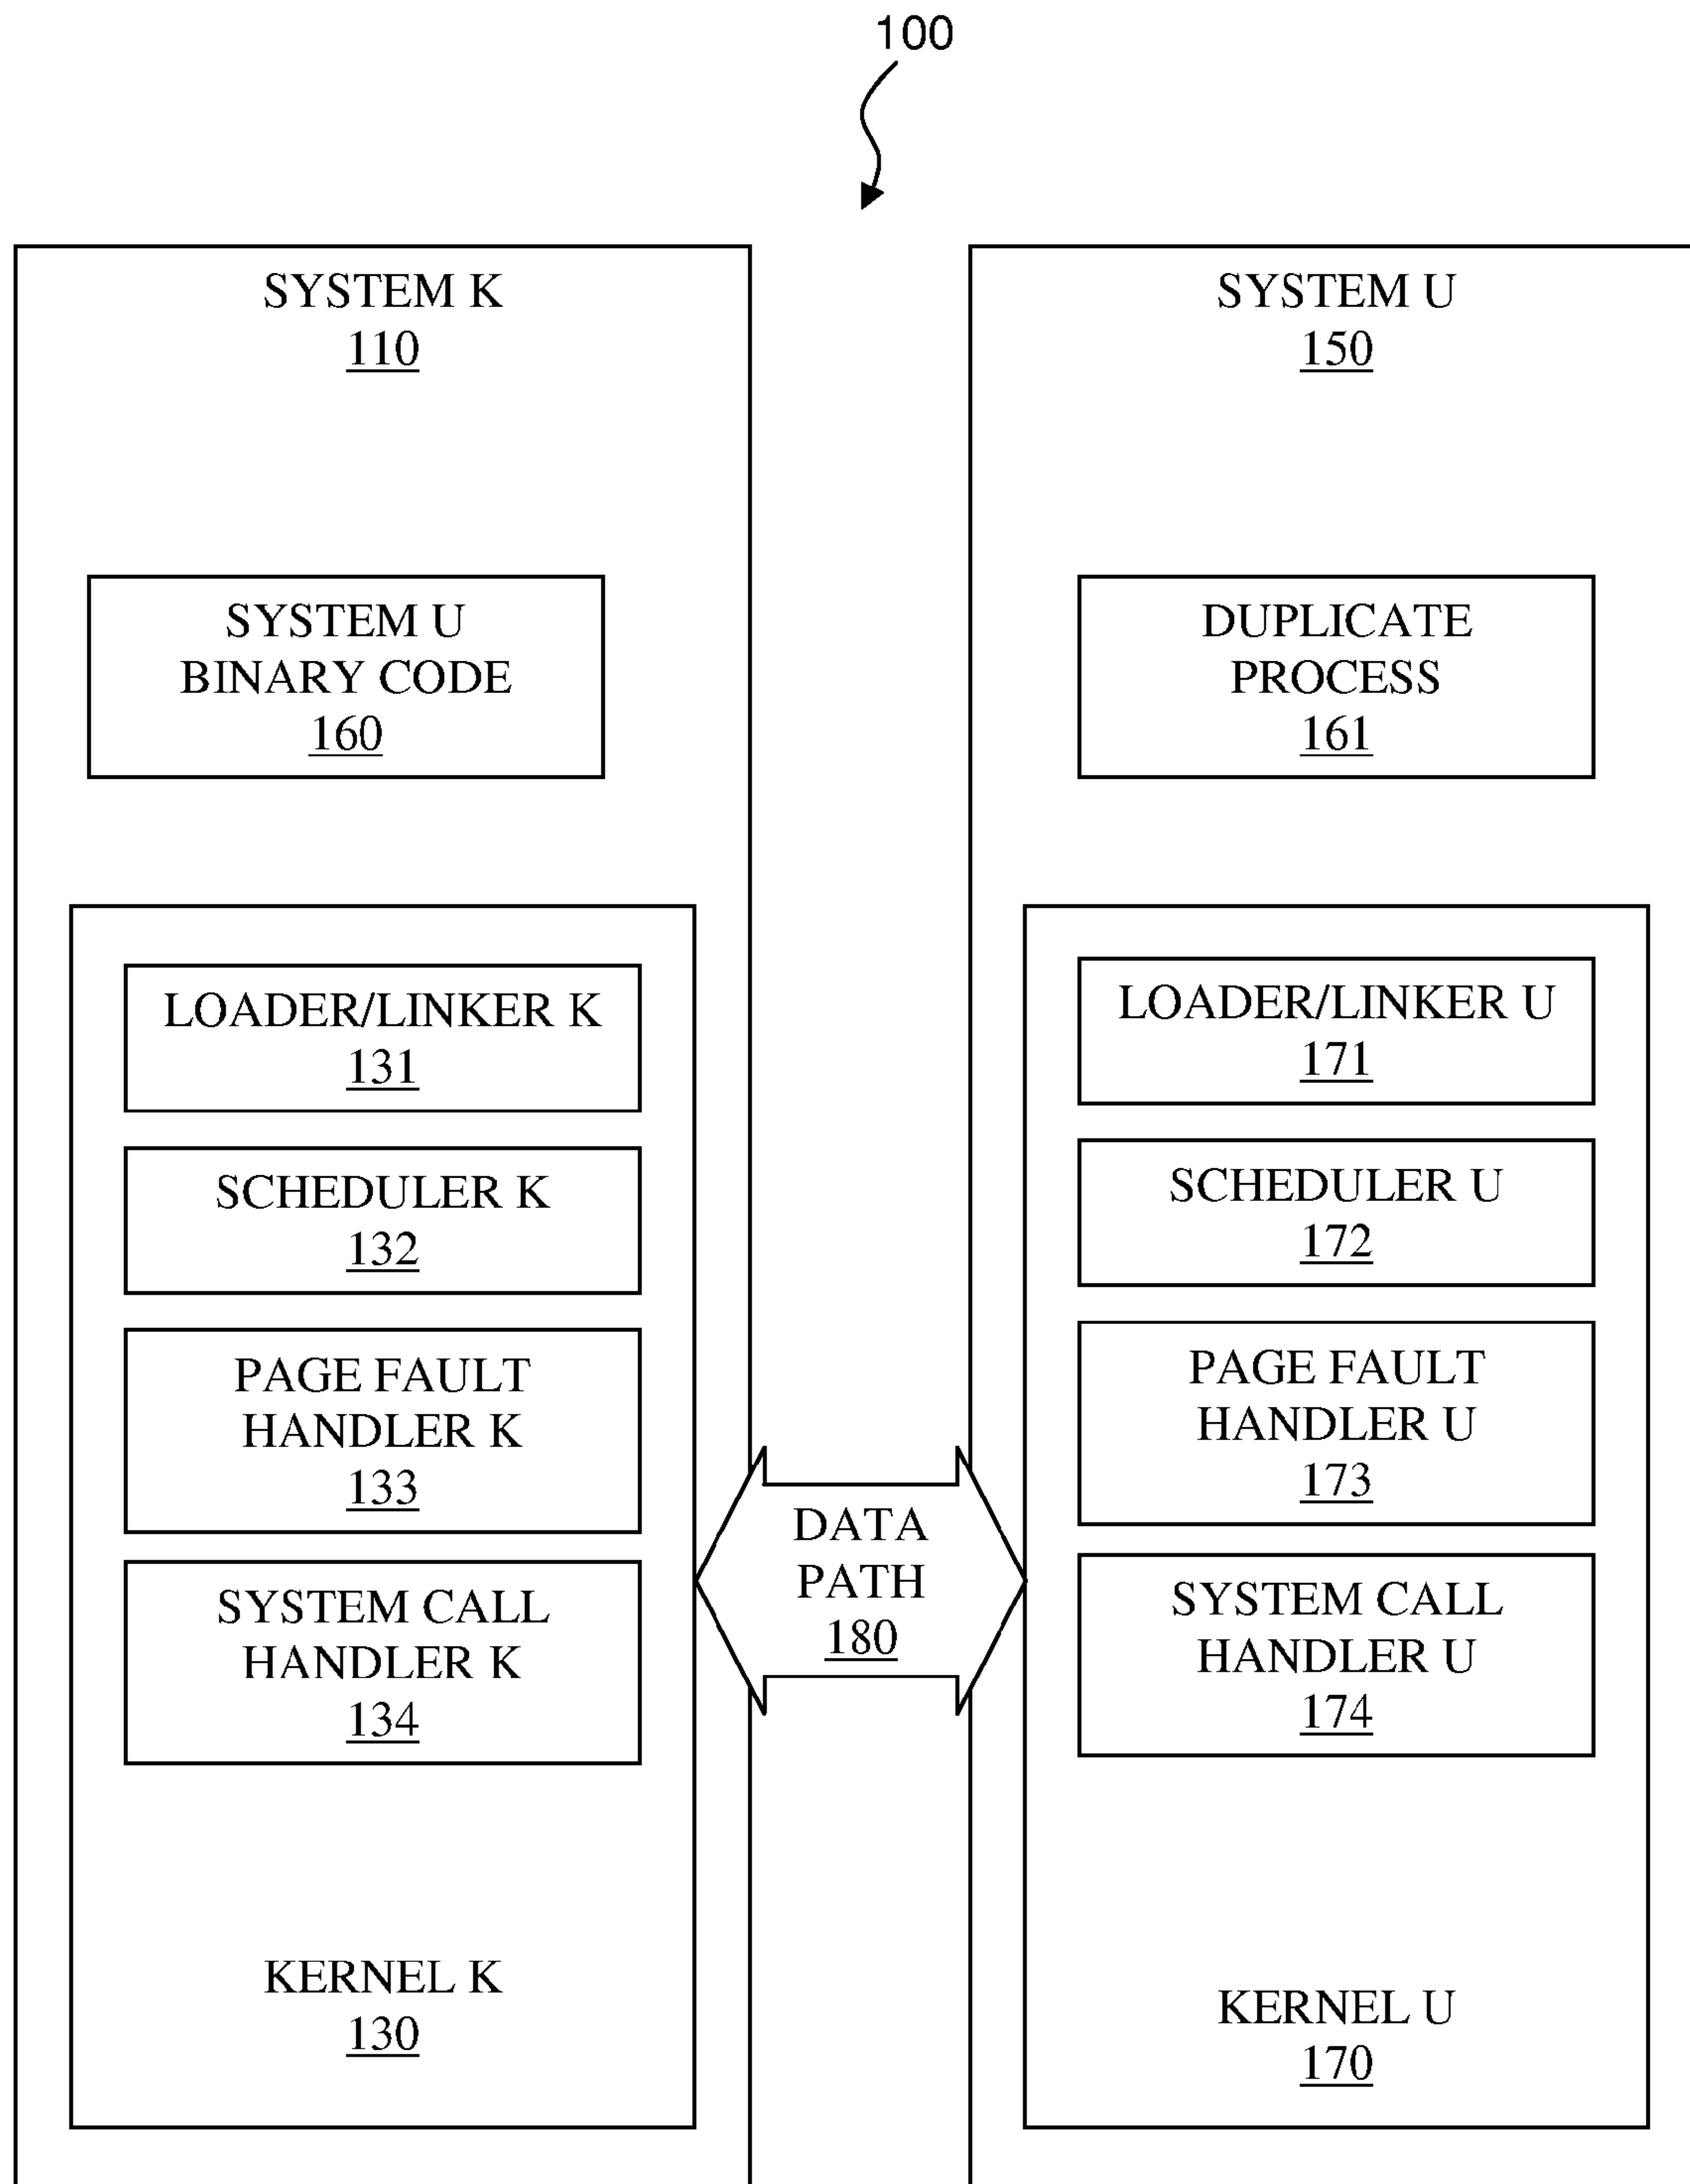 100
SYSTEM K
110
SYSTEM U
BINARY CODE
160
LOADER/LINKER K
131
SCHEDULER K
132
PAGE FAULT
HANDLER K
133
SYSTEM CALL
HANDLER K
134
KERNEL K
130
DATA
PATH
180
SYSTEM U
150
DUPLICATE
PROCESS
161
LOADER/LINKER U
171
SCHEDULER U
172
PAGE FAULT
HANDLER U
173
SYSTEM CALL
HANDLER U
174
KERNEL U
170